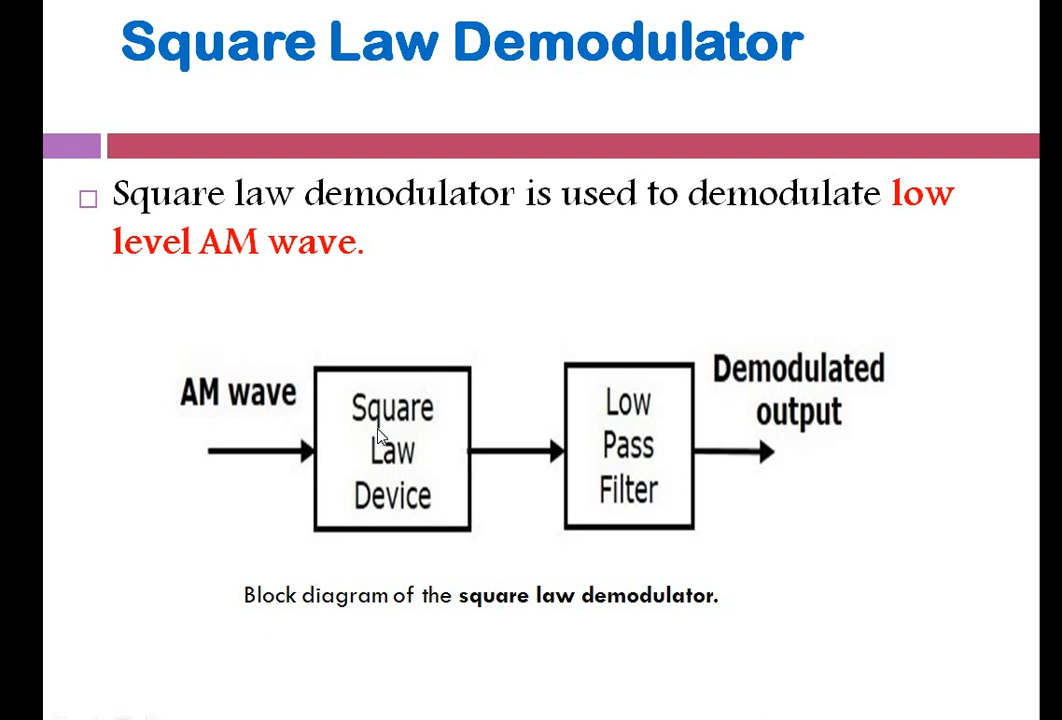 Square Law Demodulator
Square law demodulator is used to demodulate low
level AM wave.
AM wave
Square
Law
Device
Low
Pass
Filter
Demodulated
output
Block diagram of the square law demodulator.